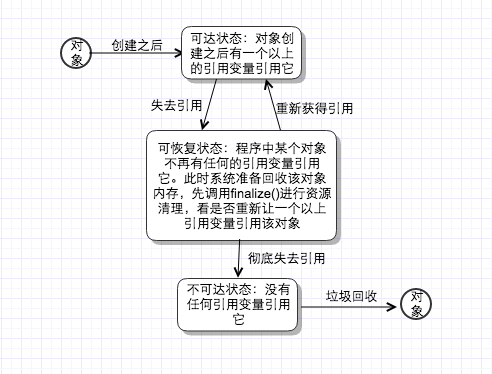 对
象
创建之后
可达状态：对象创
建之后有一个以上
的引用变量引用它
失去引用
重新获得引用
可恢复状态：程序中某个对象
不再有任何的引用变量引用
它。此时系统准备回收该对象
内存，先调用finalize()进行资源
清理，看是否重新让一个以上
引用变量引用该对象
彻底失去引用
不可达状态：没有
任何引用变量引用
它
垃圾回收
对
象